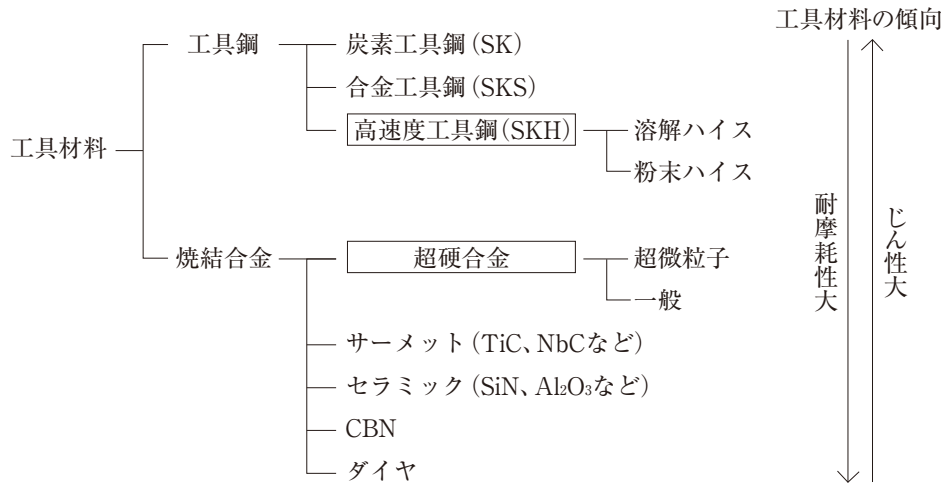 工具材料の傾向
工具鋼
炭素工具鋼(SK)
合金工具鋼(SKS)
高速度工具鋼(SKH)
溶解ハイス
粉末ハイス
工具材料
焼結合金
超硬合金
超微粒子
一般
サーメット(TiC、NbCなど)
セラミック(SiN、Al₂O₃など)
CBN
ダイヤ
耐摩耗性大
じん性大